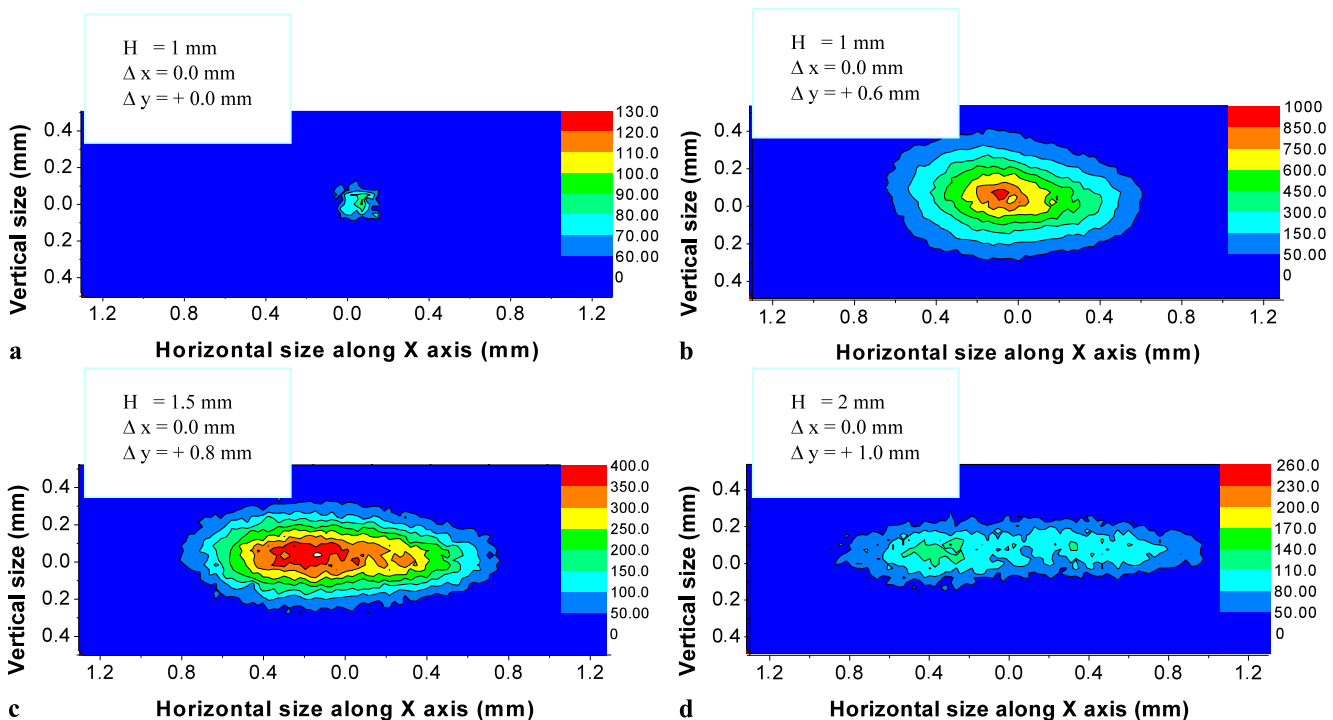 H = 1 mm
Δ x = 0.0 mm
Δ y = + 0.0 mm
130.0
120.0
110.0
90.00
80.00
70.00
60.00
0
0.4
0.2
0.0
0.2
0.4
Vertical size (mm)
1.2 0.8 0.4 0.0 0.4 0.8 1.2
a
Horizontal size along X axis (mm)
H = 1 mm
Δ x = 0.0 mm
Δ y = + 0.6 mm
1000
850.0
750.0
600.0
450.0
300.0
150.0
50.00
0
0.4
0.2
0.0
0.2
0.4
Vertical size (mm)
1.2 0.8 0.4 0.0 0.4 0.8 1.2
b
Horizontal size along X axis (mm)
H = 1.5 mm
Δ x = 0.0 mm
Δ y = + 0.8 mm
400.0
350.0
300.0
250.0
200.0
150.0
100.0
50.00
0
0.4
0.2
0.0
0.2
0.4
Vertical size (mm)
1.2 0.8 0.4 0.0 0.4 0.8 1.2
c
Horizontal size along X axis (mm)
H = 2 mm
Δ x = 0.0 mm
Δ y = + 1.0 mm
260.0
230.0
200.0
170.0
140.0
110.0
80.00
50.00
0
0.4
0.2
0.0
0.2
0.4
Vertical size (mm)
1.2 0.8 0.4 0.0 0.4 0.8 1.2
d
Horizontal size along X axis (mm)